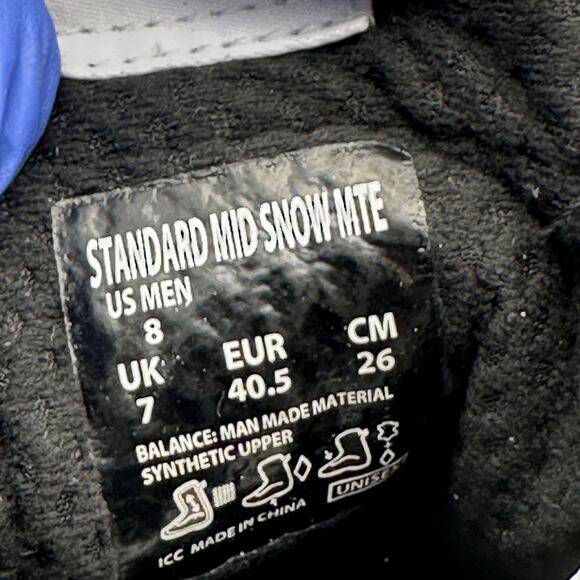 STANDARD MID SNOW MTE
US MEN
8
UK EUR CM
7 40.5 26
BALANCE: MAN MADE MATERIAL
SYNTHETIC UPPER
UNISEX
ICC MADE IN CHINA